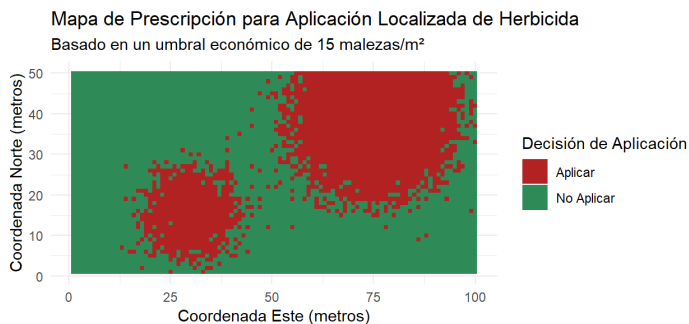 Mapa de Prescripción para Aplicación Localizada de Herbicida
Basado en un umbral económico de 15 malezas/m²
Coordenada Norte (metros)
50
40
30
20
10
0
0
25
50
75
100
Coordenada Este (metros)
Decisión de Aplicación
Aplicar
No Aplicar